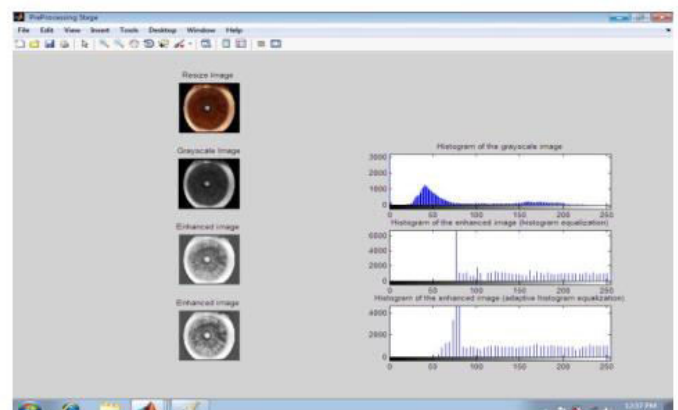 PreProcessing Stage
File Edit View Insert Tools Desktop Window Help
Resize Image
Grayscale Image
Enhanced image
Enhanced image
Histogram of the grayscale image
3000
2000
1000
0
0 50 100 150 200 250
Histogram of the enhanced image (histogram equalization)
6000
4000
2000
0
0 50 100 150 200 250
Histogram of the enhanced image (adaptive histogram equalization)
4000
2000
0
0 50 100 150 200 250
12:57 PM